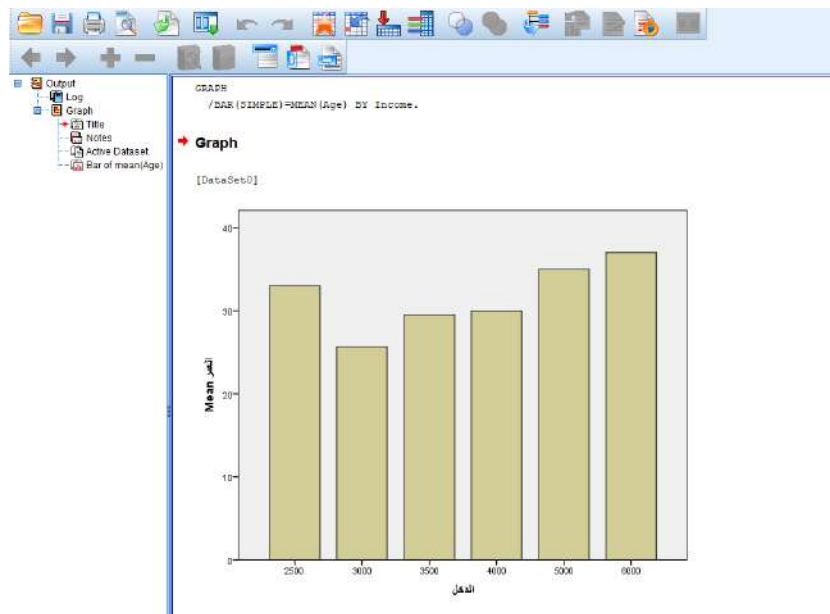 Output
Log
Graph
Title
Notes
Active Dataset
Bar of mean(Age)
GRAPH
/BAR(SIMPLE)=MEAN(Age) BY Income.
Graph
[DataSet0]
40
30
20
10
0
Mean العمر
2500
3000
3500
4000
5000
6000
الدخل